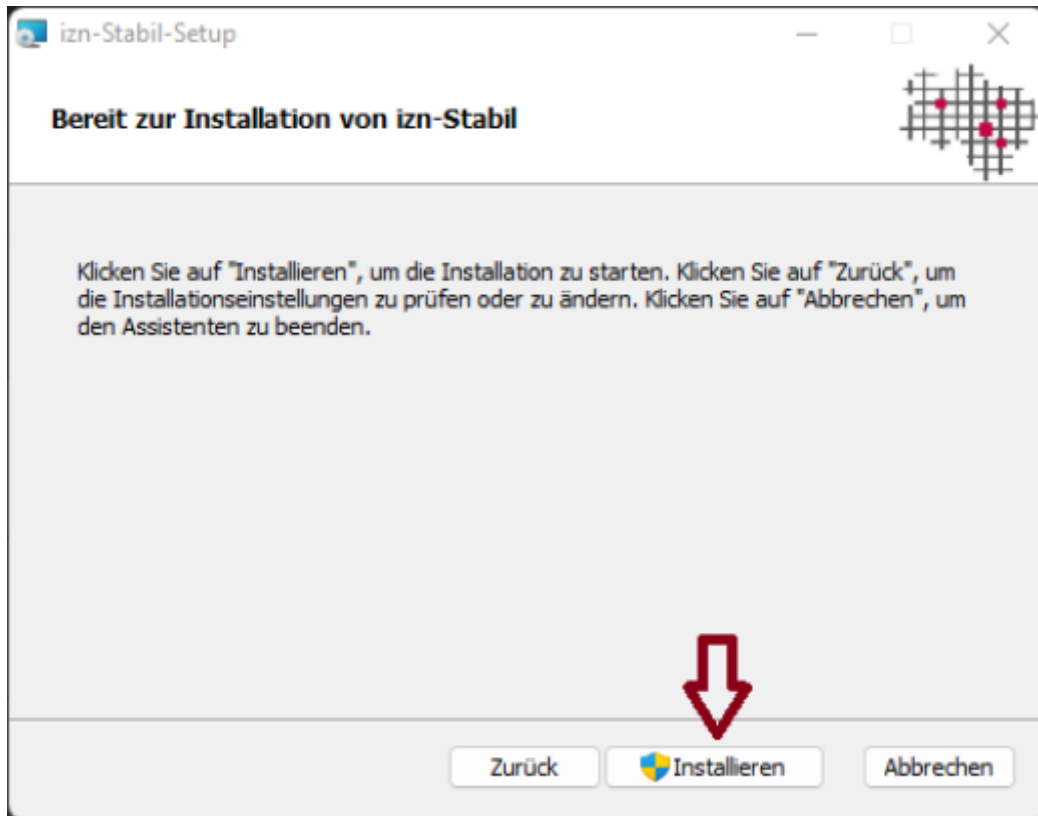 izn-Stabil-Setup
Bereit zur Installation von izn-Stabil
Klicken Sie auf "Installieren", um die Installation zu starten. Klicken Sie auf "Zurück", um
die Installationseinstellungen zu prüfen oder zu ändern. Klicken Sie auf "Abbrechen", um
den Assistenten zu beenden.
Zurück Installieren Abbrechen